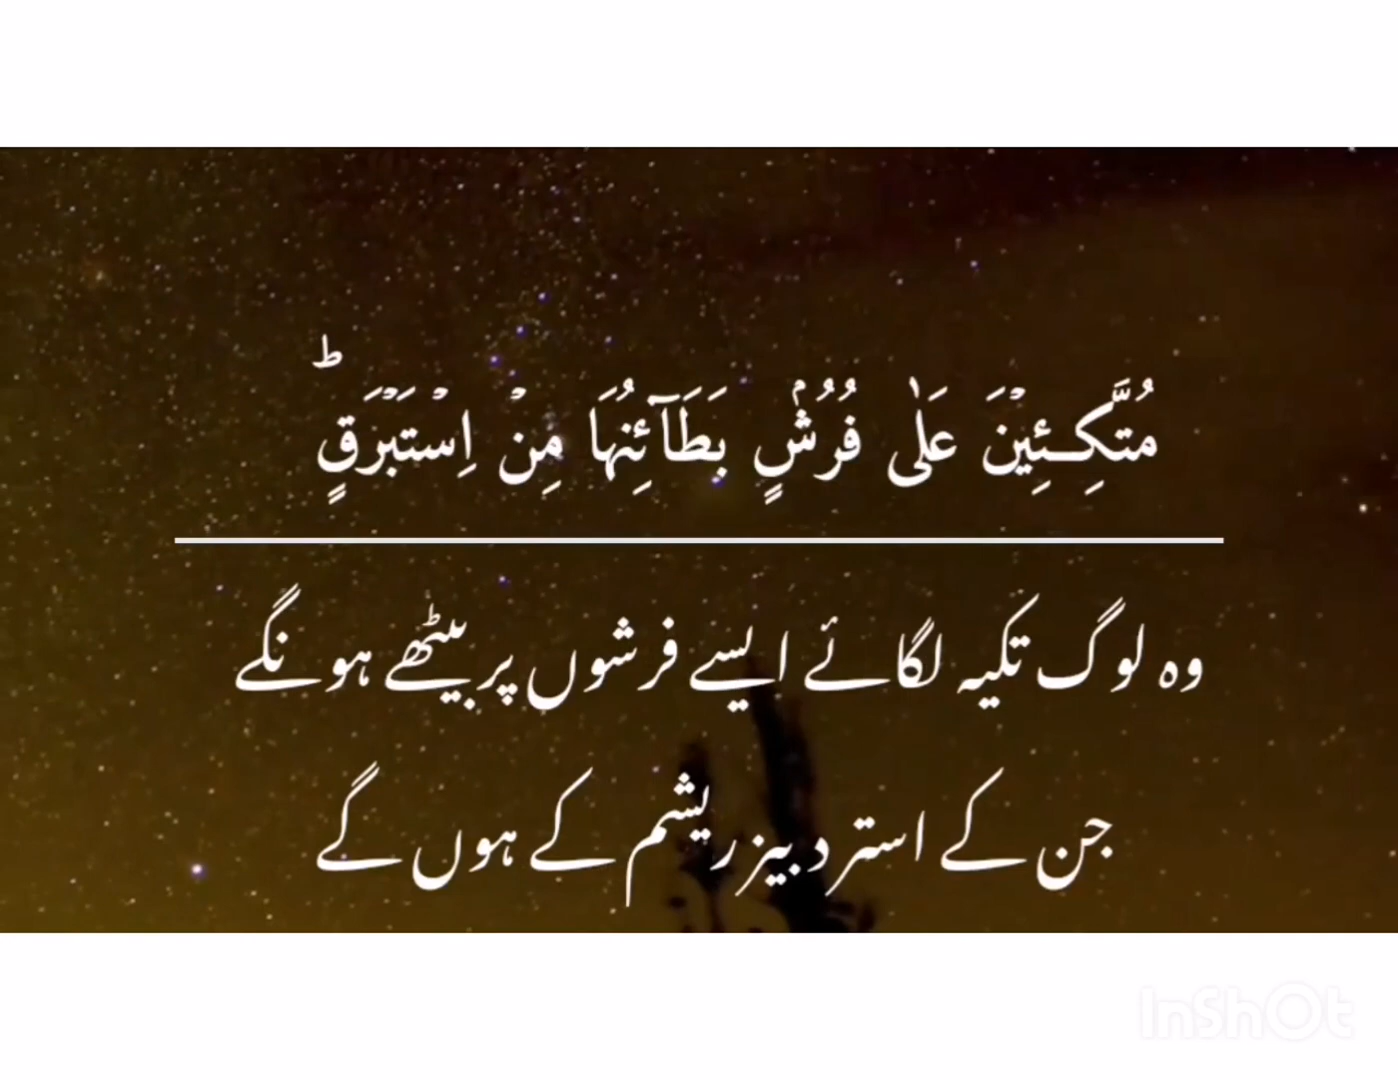 مُتَّكِـِٕيْنَ عَلٰى فُرُشٍۭ بَطَآئِنُهَا مِنْ اِسْتَبْرَقٍ ؕ
وہ لوگ تکیہ لگائے ایسے فرشوں پر بیٹھے ہونگے
جن کے استر دبیز ریشم کے ہوں گے
InShOt